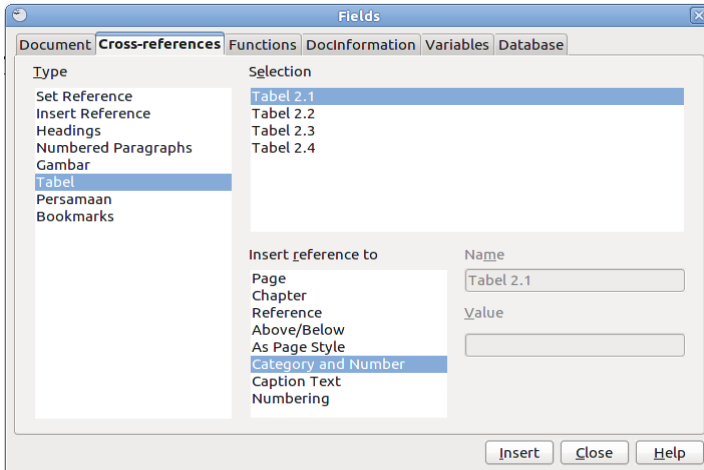 Fields
Document Cross-references Functions DocInformation Variables Database
Type
Set Reference
Insert Reference
Headings
Numbered Paragraphs
Gambar
Tabel
Persamaan
Bookmarks
Selection
Tabel 2.1
Tabel 2.2
Tabel 2.3
Tabel 2.4
Insert reference to
Page
Chapter
Reference
Above/Below
As Page Style
Category and Number
Caption Text
Numbering
Name
Tabel 2.1
Value
Insert Close Help